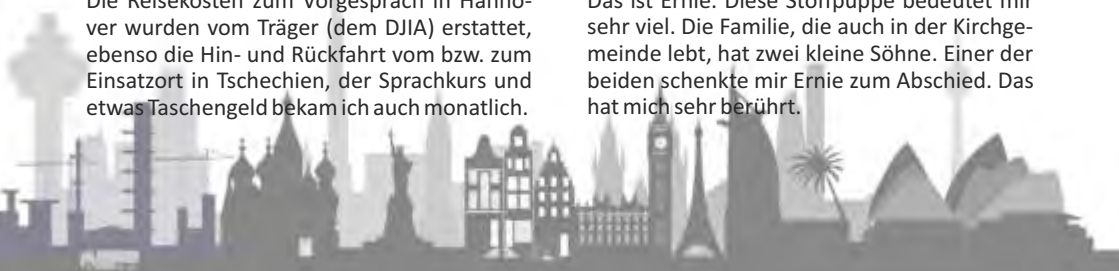 Die Reisekosten zum Vorgespräch in Hanno-
ver wurden vom Träger (dem DJIA) erstattet,
ebenso die Hin- und Rückfahrt vom bzw. zum
Einsatzort in Tschechien, der Sprachkurs und
etwas Taschengeld bekam ich auch monatlich.
Das ist Ernie. Diese Stoffpuppe bedeutet mir
sehr viel. Die Familie, die auch in der Kirchge-
meinde lebt, hat zwei kleine Söhne. Einer der
beiden schenkte mir Ernie zum Abschied. Das
hat mich sehr berührt.